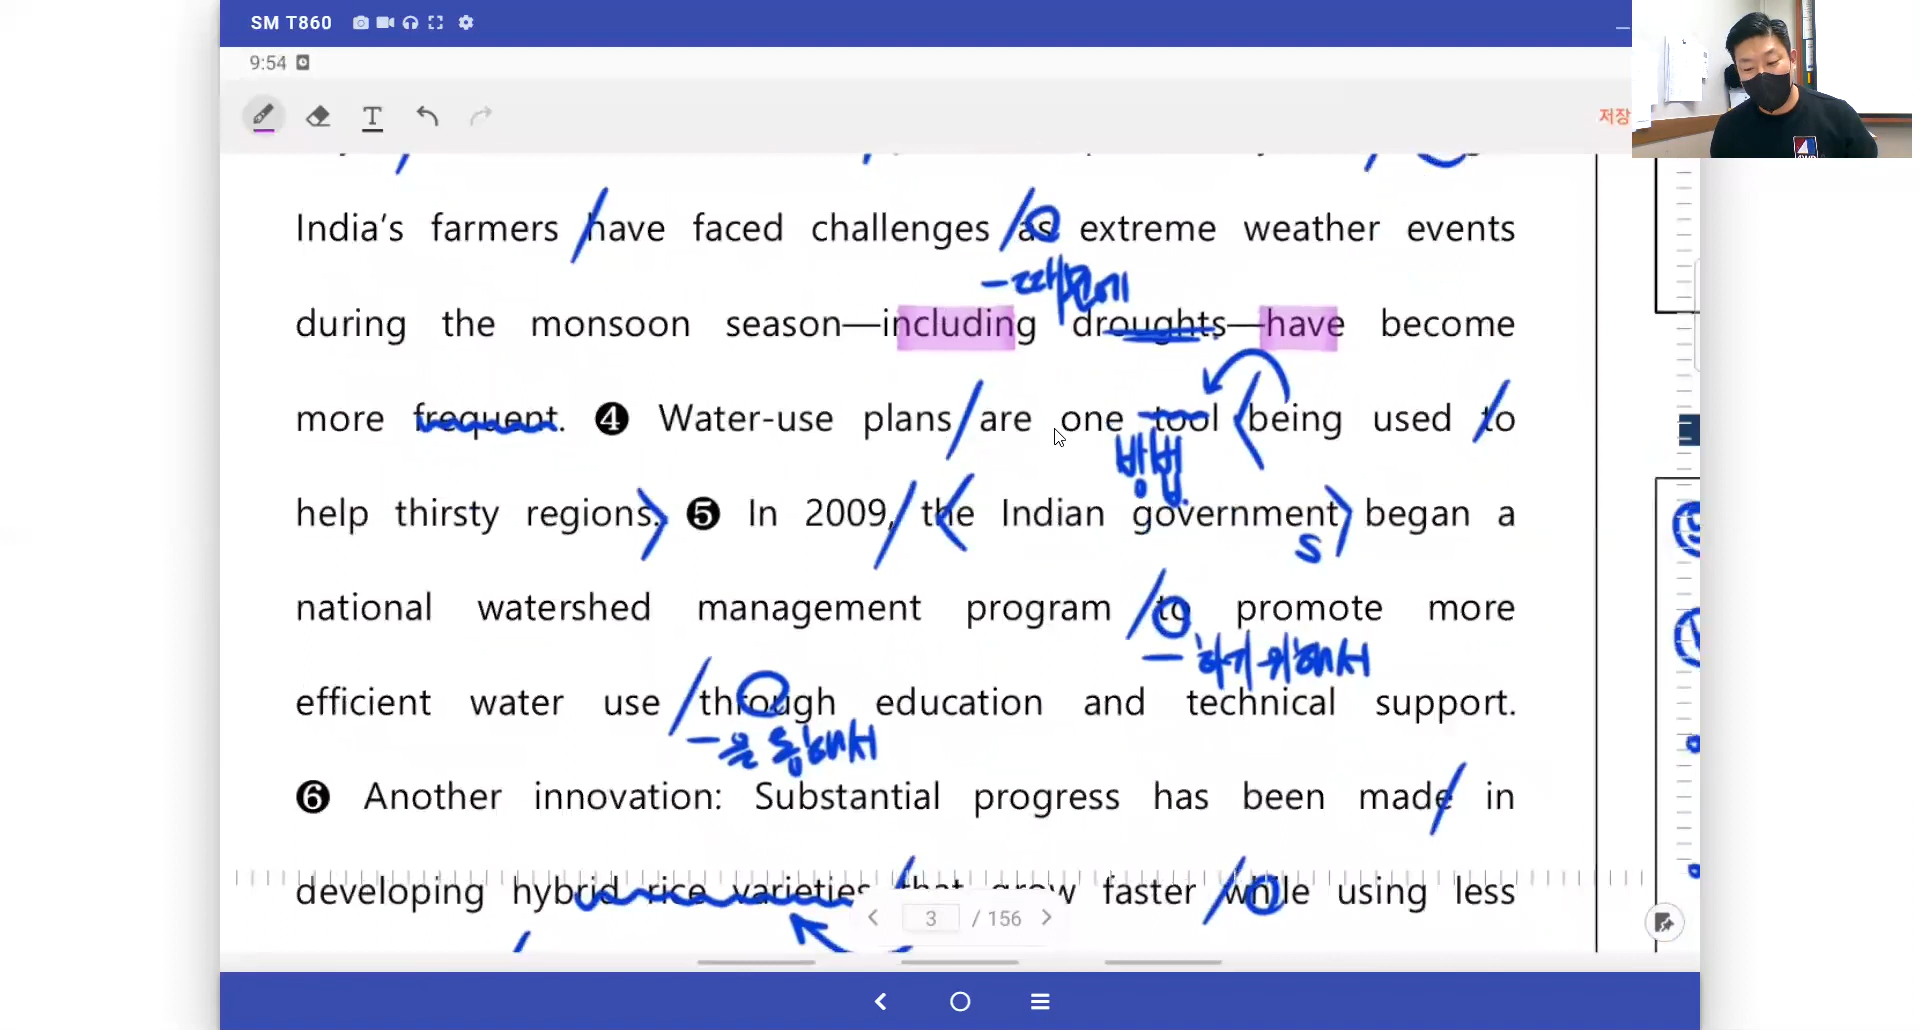 SM T860
9:54
T
저장
India's farmers have faced challenges as extreme weather events
-때문에
during the monsoon season—including droughts—have become
more frequent. ❹ Water-use plans are one tool being used to
방법
help thirsty regions. ❺ In 2009, the Indian government began a
S
national watershed management program to promote more
-하기 위해서
efficient water use through education and technical support.
-을 통해서
❻ Another innovation: Substantial progress has been made in
developing hybrid rice varieties that grow faster while using less
3 / 156